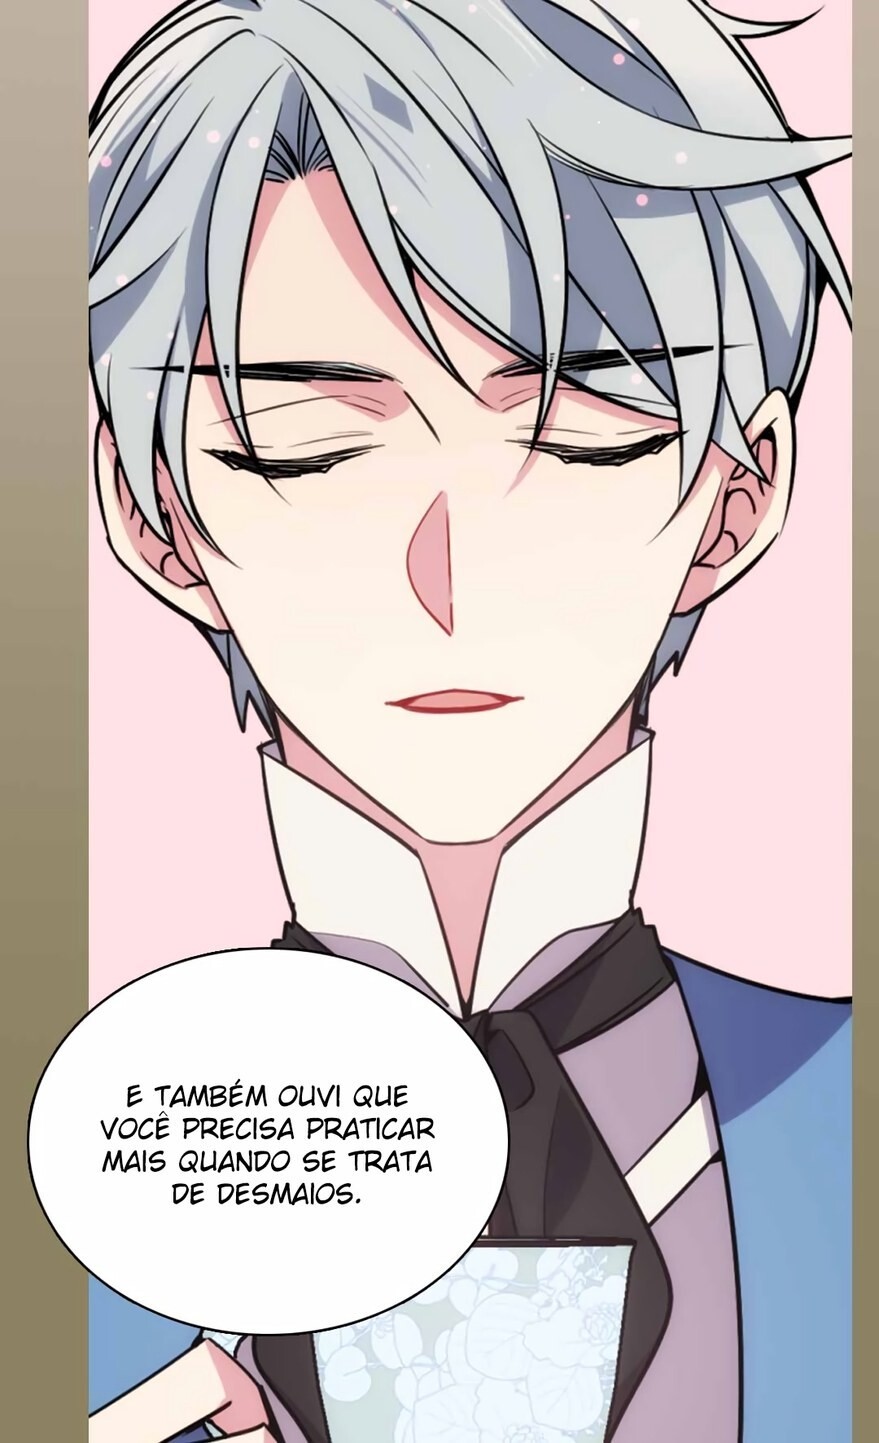 E TAMBÉM OUVI QUE
VOCÊ PRECISA PRATICAR
MAIS QUANDO SE TRATA
DE DESMAIOS.